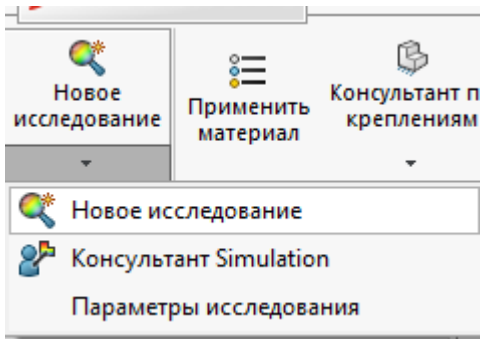 Новое
исследование
Применить
материал
Консультант п
креплениям
Новое исследование
Консультант Simulation
Параметры исследования